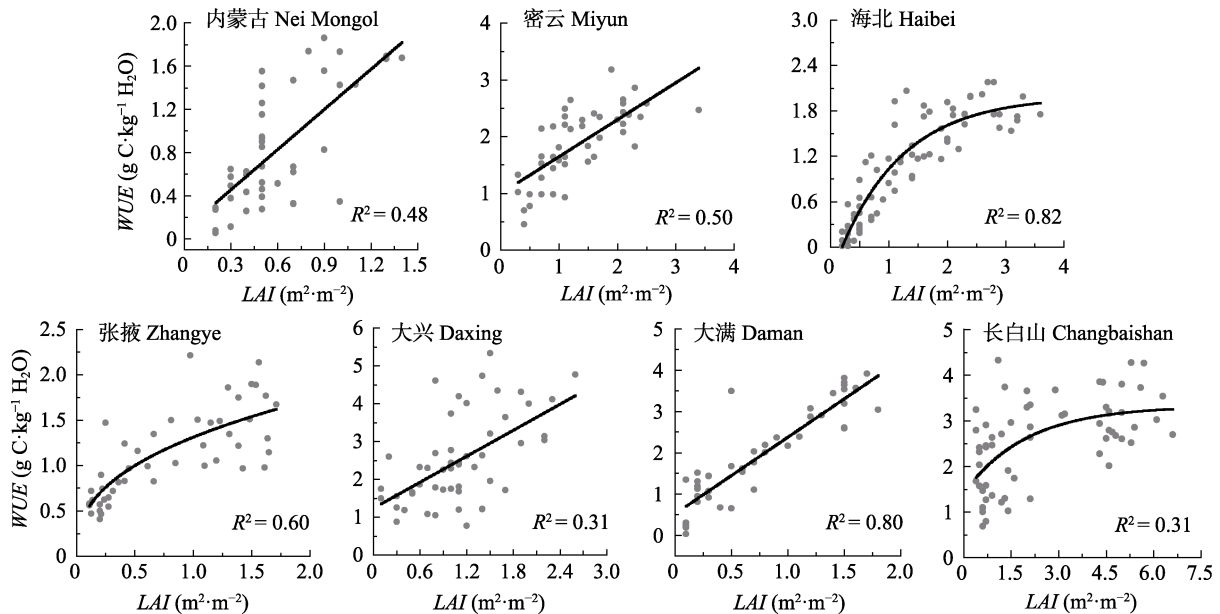 内蒙古 Nei Mongol
WUE (g C·kg⁻¹ H₂O)
2.0
1.6
1.2
0.8
0.4
0
0 0.3 0.6 0.9 1.2 1.5 1.8
R² = 0.48
LAI (m²·m⁻²)
密云 Miyun
4
3
2
1
0
0 1 2 3 4
R² = 0.50
LAI (m²·m⁻²)
海北 Haibei
3.0
2.4
1.8
1.2
0.6
0
0 1 2 3 4
R² = 0.82
LAI (m²·m⁻²)
张掖 Zhangye
WUE (g C·kg⁻¹ H₂O)
2.5
2.0
1.5
1.0
0.5
0
0 0.5 1.0 1.5 2.0
R² = 0.60
LAI (m²·m⁻²)
大兴 Daxing
6
5
4
3
2
1
0
0 0.6 1.2 1.8 2.4 3.0
R² = 0.31
LAI (m²·m⁻²)
大满 Daman
5
4
3
2
1
0
0 0.5 1.0 1.5 2.0
R² = 0.80
LAI (m²·m⁻²)
长白山 Changbaishan
5
4
3
2
1
0
0 1.5 3.0 4.5 6.0 7.5
R² = 0.31
LAI (m²·m⁻²)